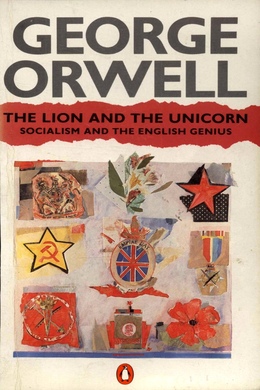 GEORGE
ORWELL
THE LION AND THE UNICORN
SOCIALISM AND THE ENGLISH GENIUS